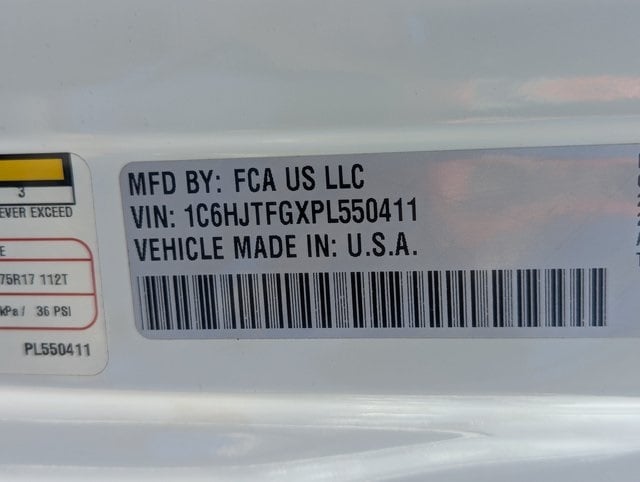 3
EVER EXCEED
E
75R17 112T
kPa/ 36 PSI
PL550411
MFD BY: FCA US LLC
VIN: 1C6HJTFGXPL550411
VEHICLE MADE IN: U.S.A.